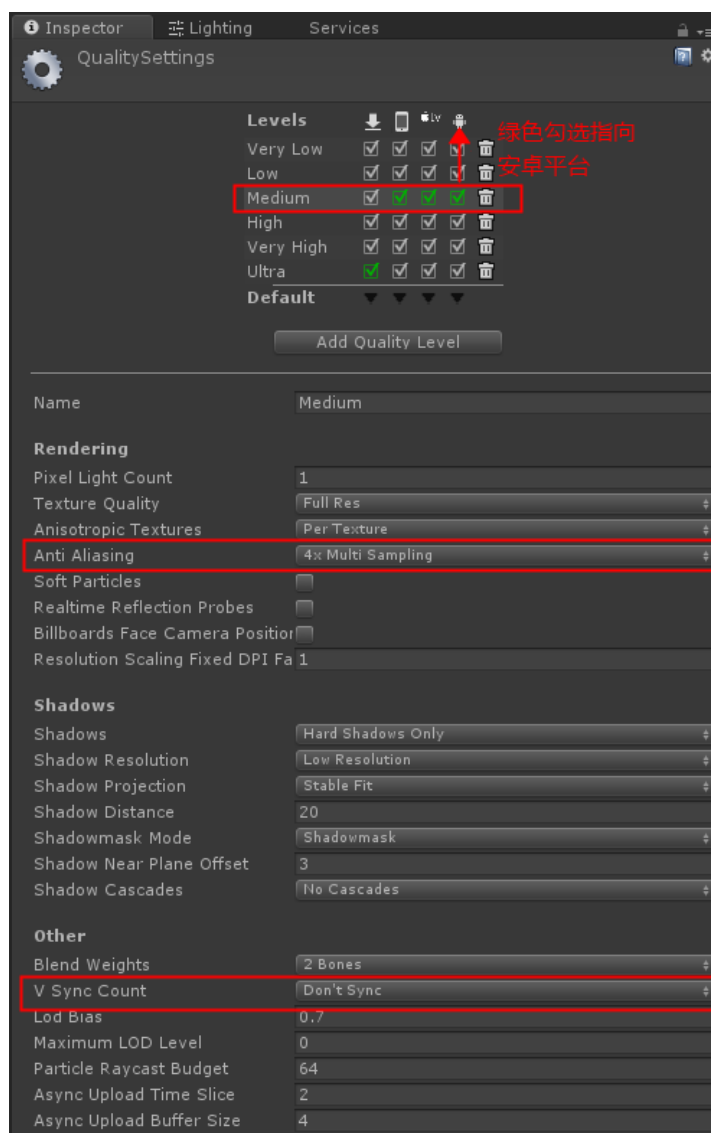 Inspector Lighting Services
QualitySettings
Levels tv
绿色勾选指向
安卓平台
Very Low
Low
Medium
High
Very High
Ultra
Default
Add Quality Level
Name Medium
Rendering
Pixel Light Count 1
Texture Quality Full Res
Anisotropic Textures Per Texture
Anti Aliasing 4x Multi Sampling
Soft Particles
Realtime Reflection Probes
Billboards Face Camera Position
Resolution Scaling Fixed DPI Fa 1
Shadows
Shadows Hard Shadows Only
Shadow Resolution Low Resolution
Shadow Projection Stable Fit
Shadow Distance 20
Shadowmask Mode Shadowmask
Shadow Near Plane Offset 3
Shadow Cascades No Cascades
Other
Blend Weights 2 Bones
V Sync Count Don't Sync
Lod Bias 0.7
Maximum LOD Level 0
Particle Raycast Budget 64
Async Upload Time Slice 2
Async Upload Buffer Size 4